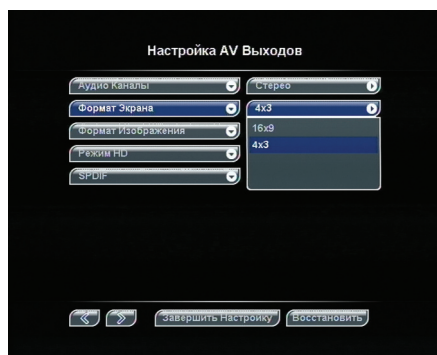 Настройка AV Выходов
Аудио Каналы Стерео
Формат Экрана 4x3
Формат Изображения 16x9
4x3
Режим HD
SPDIF
Завершить Настройку Восстановить